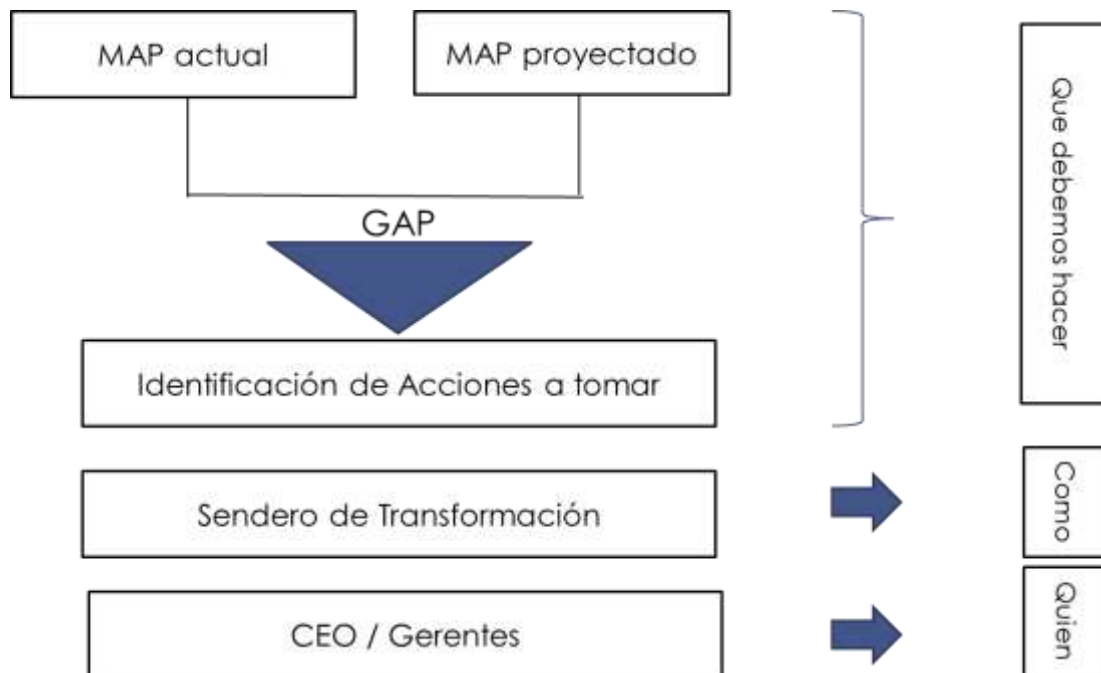 MAP actual
MAP proyectado
GAP
Identificación de Acciones a tomar
Que debemos hacer
Sendero de Transformación
Como
CEO / Gerentes
Quien